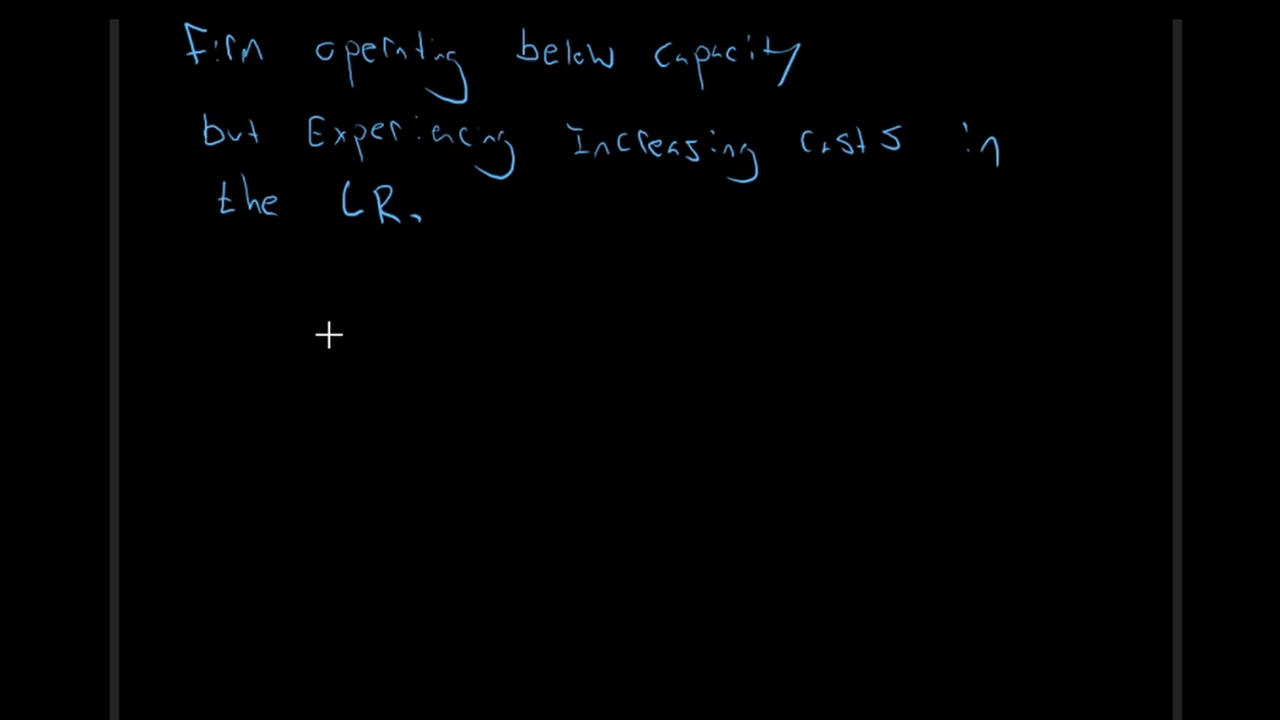 Firm operating below capacity
but Experiencing Increasing costs in
the LR.